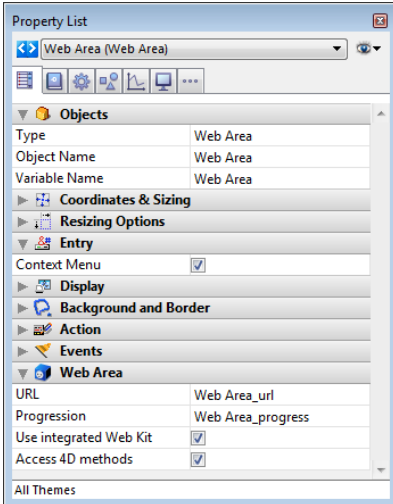 Property List
Web Area (Web Area)
Objects
Type Web Area
Object Name Web Area
Variable Name Web Area
Coordinates & Sizing
Resizing Options
Entry
Context Menu
Display
Background and Border
Action
Events
Web Area
URL Web Area_url
Progression Web Area_progress
Use integrated Web Kit
Access 4D methods
All Themes